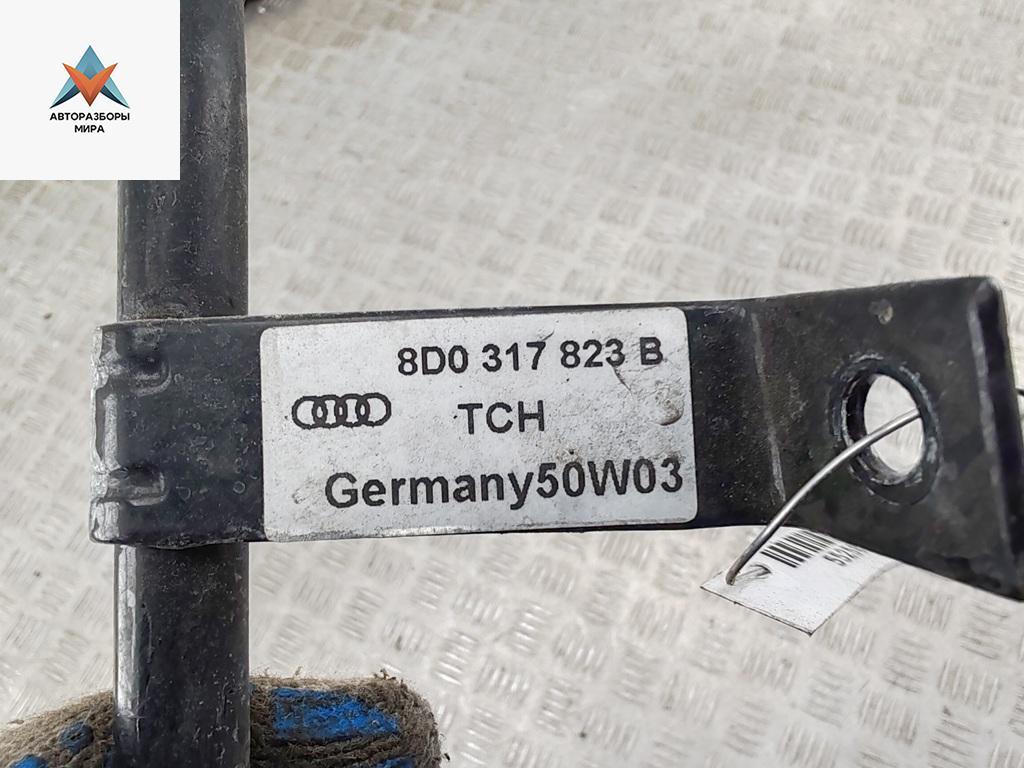 АВТОРАЗБОРЫ
МИРА
8D0 317 823 B
TCH
Germany50W03